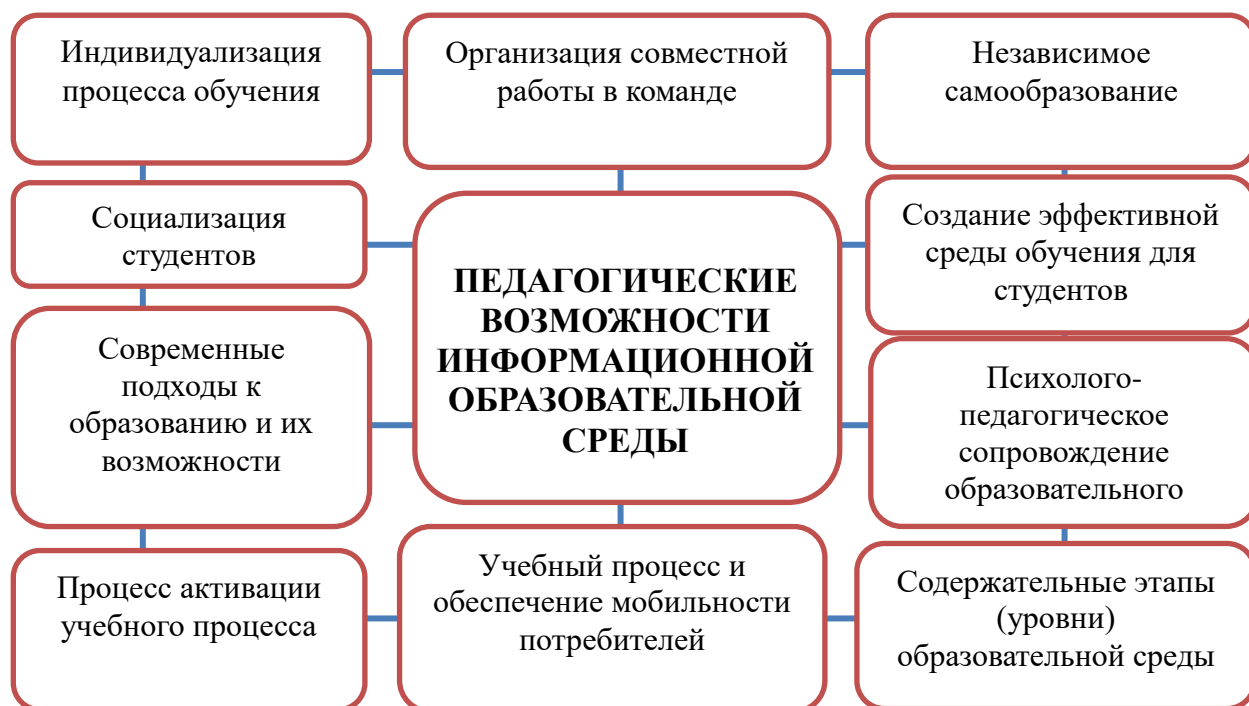 Индивидуализация
процесса обучения
Организация совместной
работы в команде
Независимое
самообразование
Социализация
студентов
ПЕДАГОГИЧЕСКИЕ
ВОЗМОЖНОСТИ
ИНФОРМАЦИОННОЙ
ОБРАЗОВАТЕЛЬНОЙ
СРЕДЫ
Создание эффективной
среды обучения для
студентов
Современные
подходы к
образованию и их
возможности
Психолого-
педагогическое
сопровождение
образовательного
Процесс активации
учебного процесса
Учебный процесс и
обеспечение мобильности
потребителей
Содержательные этапы
(уровни)
образовательной среды